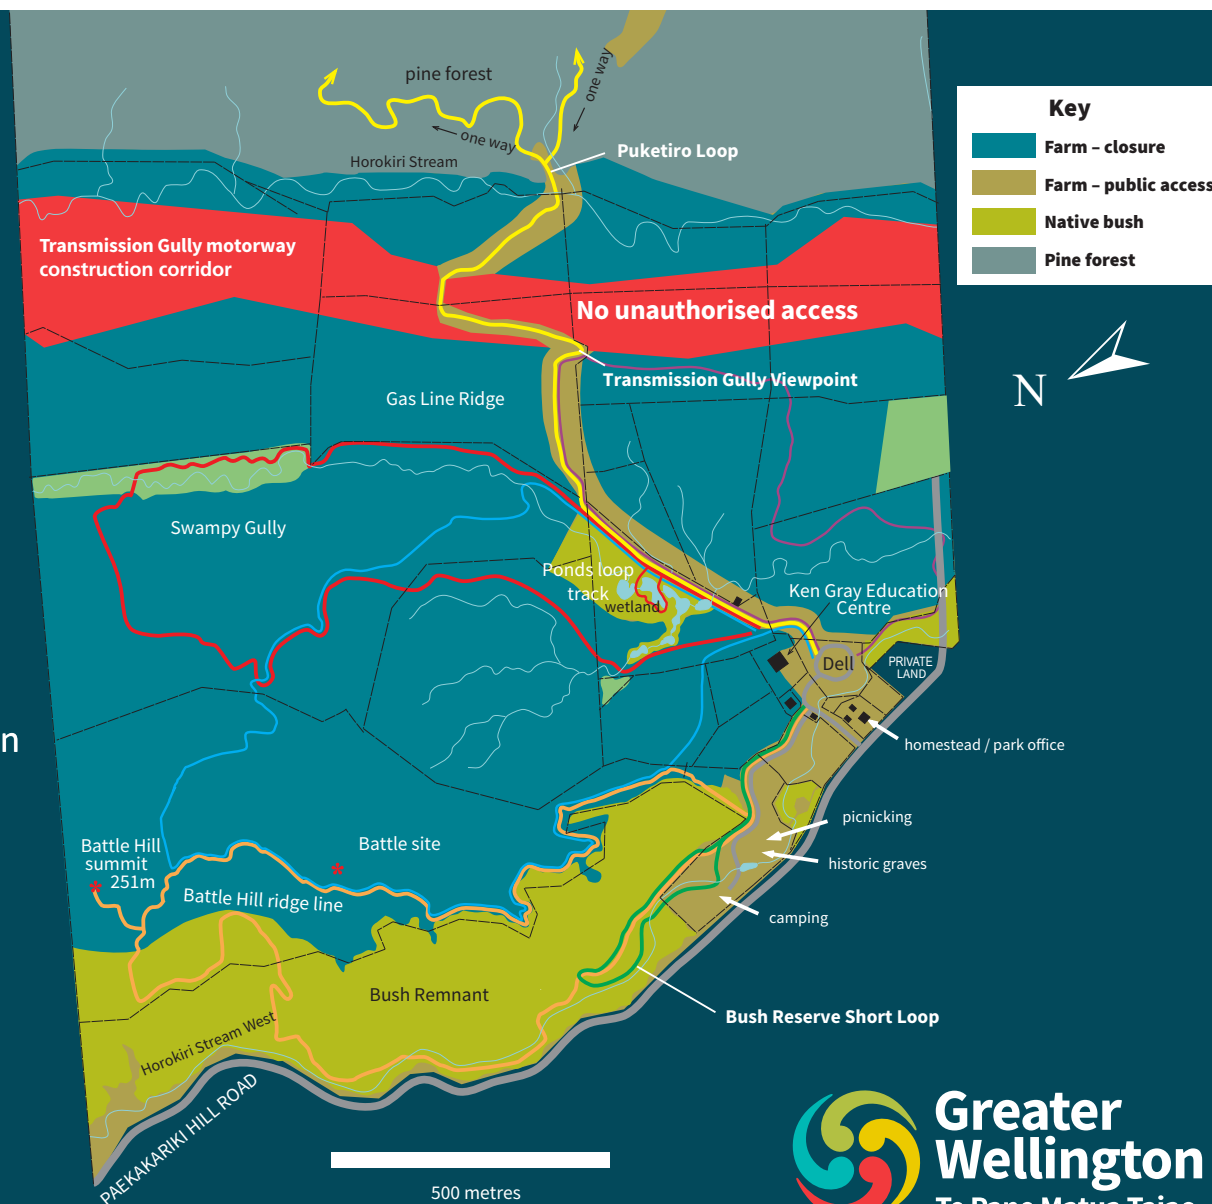 pine forest
one way
one way
Horokiri Stream
Puketiro Loop
Key
Farm – closure
Farm – public access
Native bush
Pine forest
Transmission Gully motorway
construction corridor
No unauthorised access
Transmission Gully Viewpoint
N
Gas Line Ridge
Swampy Gully
Ponds loop
track
wetland
Ken Gray Education
Centre
Dell
PRIVATE
LAND
n
homestead / park office
picnicking
historic graves
camping
Battle Hill
summit
251m
Battle site
Battle Hill ridge line
Bush Remnant
Bush Reserve Short Loop
Horokiri Stream West
PAEKAKARIKI HILL ROAD
500 metres
Greater
Wellington
Te Pane Matua Taiao